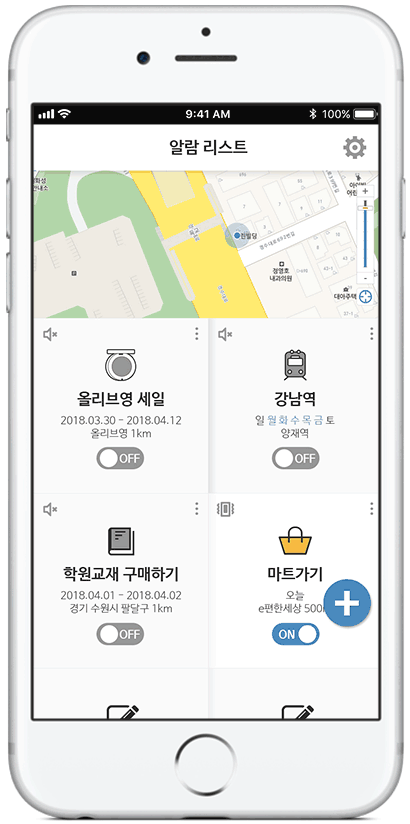 9:41 AM
100%
알람 리스트
정명호
내과의원
대아주택
올리브영 세일
2018.03.30 - 2018.04.12
올리브영 1km
OFF
강남역
일 월 화 수 목 금 토
양재역
OFF
학원교재 구매하기
2018.04.01 - 2018.04.02
경기 수원시 팔달구 1km
OFF
마트가기
오늘
e편한세상 500
ON